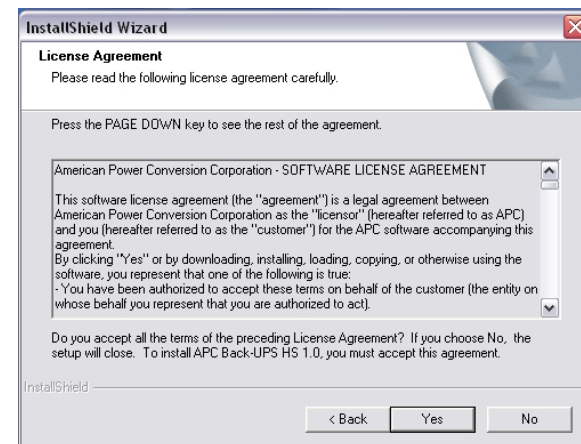 InstallShield Wizard
License Agreement
Please read the following license agreement carefully.
Press the PAGE DOWN key to see the rest of the agreement.
American Power Conversion Corporation - SOFTWARE LICENSE AGREEMENT
This software license agreement (the "agreement") is a legal agreement between
American Power Conversion Corporation as the "licensor" (hereafter referred to as APC)
and you (hereafter referred to as the "customer") for the APC software accompanying this
agreement.
By clicking "Yes" or by downloading, installing, loading, copying, or otherwise using the
software, you represent that one of the following is true:
- You have been authorized to accept these terms on behalf of the customer (the entity on
whose behalf you represent that you are authorized to act).
Do you accept all the terms of the preceding License Agreement? If you choose No, the
setup will close. To install APC Back-UPS HS 1.0, you must accept this agreement.
InstallShield
< Back Yes No